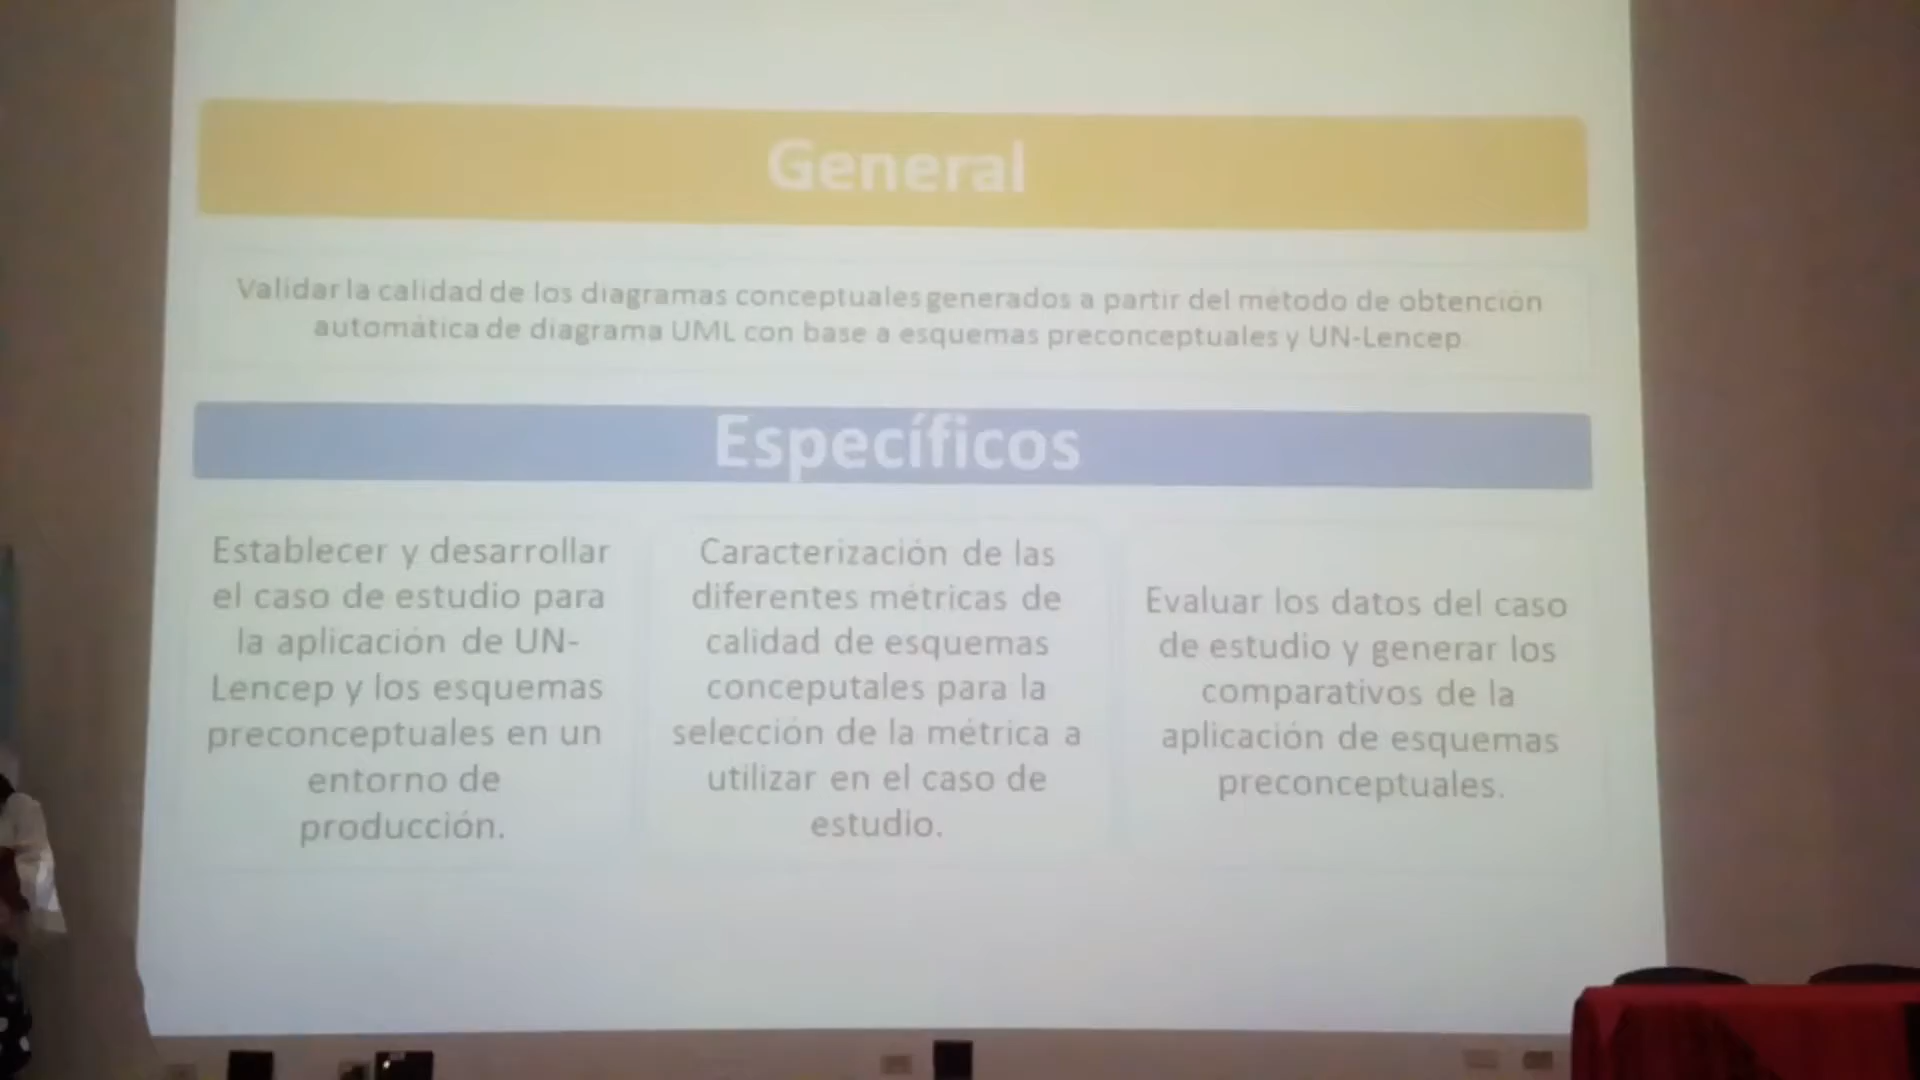 General
Validar la calidad de los diagramas conceptuales generados a partir del método de obtención
automática de diagrama UML con base a esquemas preconceptuales y UN-Lencep
Específicos
Establecer y desarrollar
el caso de estudio para
la aplicación de UN-
Lencep y los esquemas
preconceptuales en un
entorno de
producción.
Caracterización de las
diferentes métricas de
calidad de esquemas
conceputales para la
selección de la métrica a
utilizar en el caso de
estudio.
Evaluar los datos del caso
de estudio y generar los
comparativos de la
aplicación de esquemas
preconceptuales.